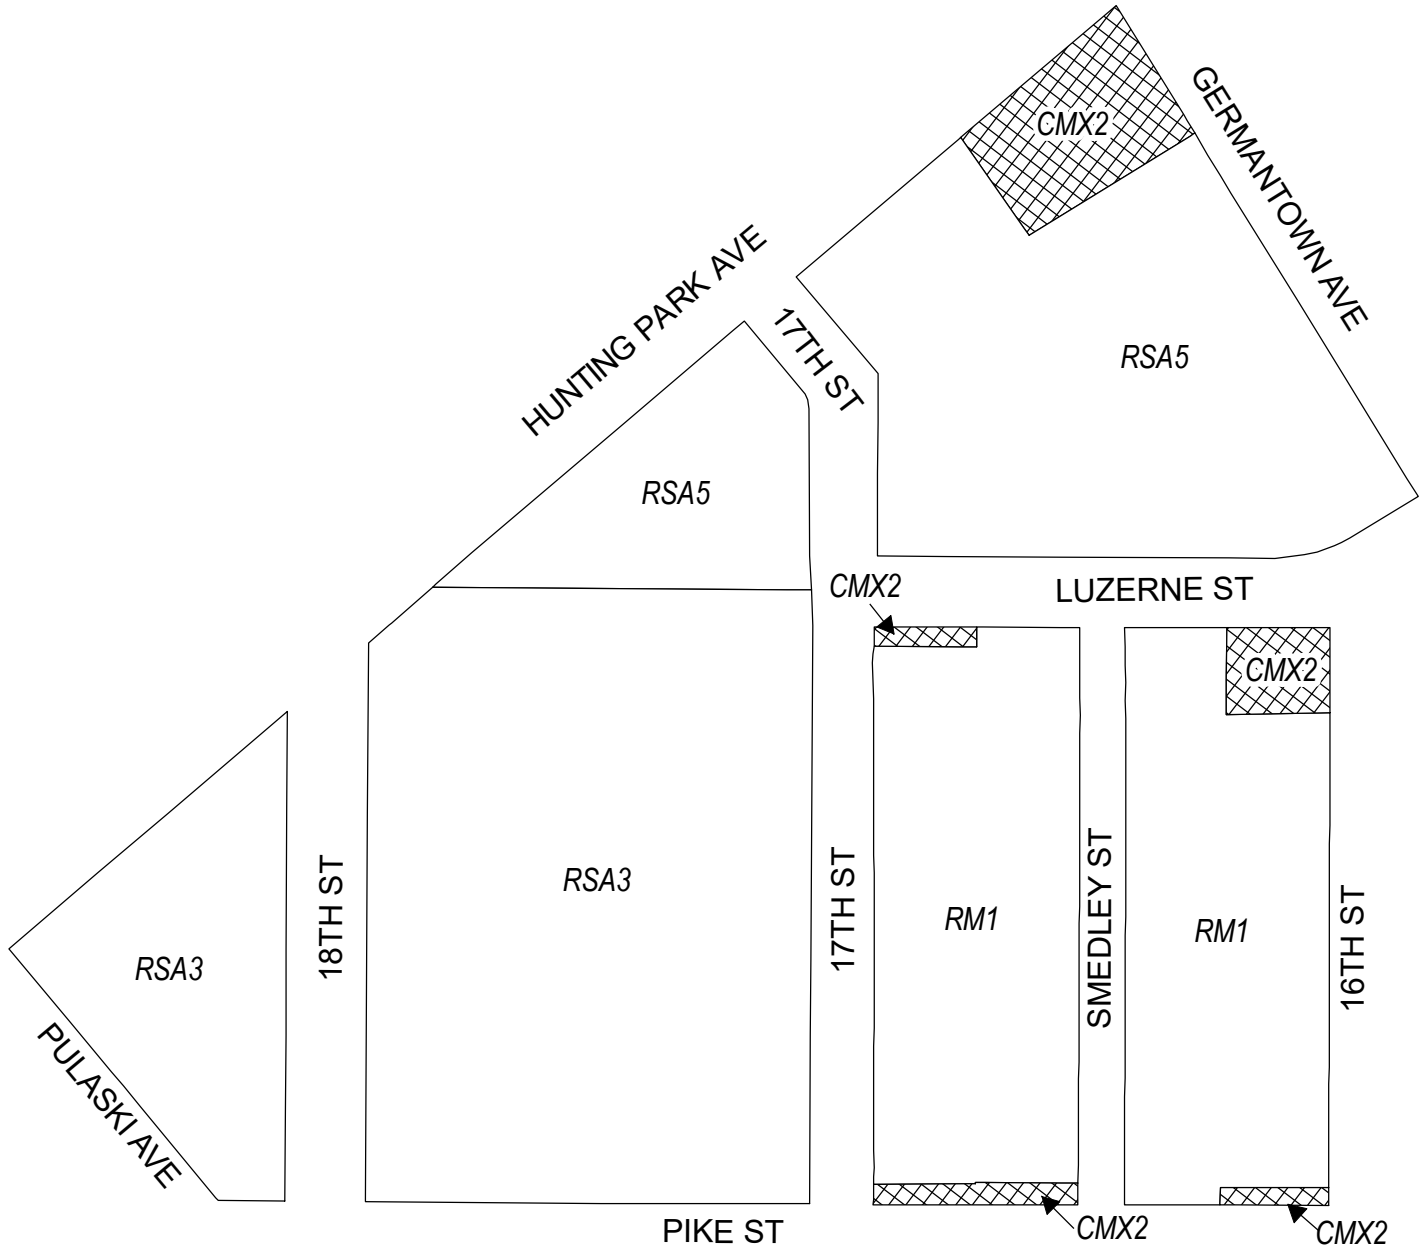 CMX2
GERMANTOWN AVE
HUNTING PARK AVE
17TH ST
RSA5
RSA5
CMX2
LUZERNE ST
CMX2
RSA3
18TH ST
17TH ST
RM1
SMEDLEY ST
RM1
16TH ST
RSA3
PULASKI AVE
PIKE ST
CMX2
CMX2